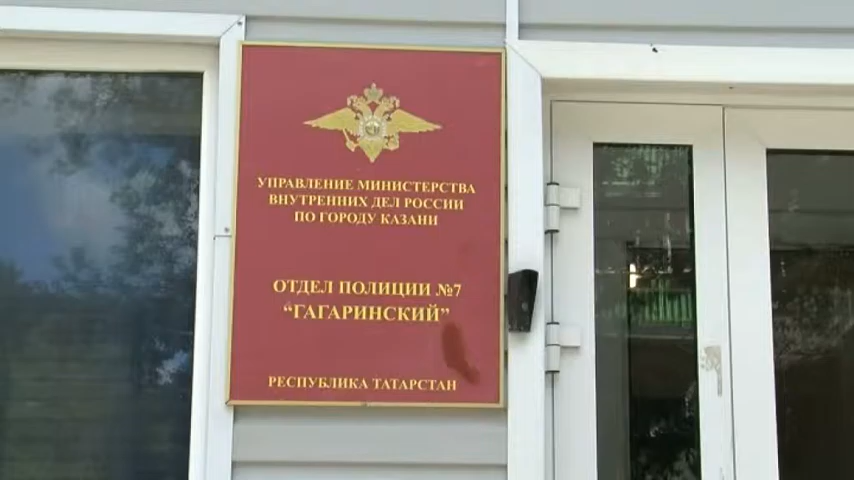 УПРАВЛЕНИЕ МИНИСТЕРСТВА
ВНУТРЕННИХ ДЕЛ РОССИИ
ПО ГОРОДУ КАЗАНИ
ОТДЕЛ ПОЛИЦИИ №7
“ГАГАРИНСКИЙ”
РЕСПУБЛИКА ТАТАРСТАН